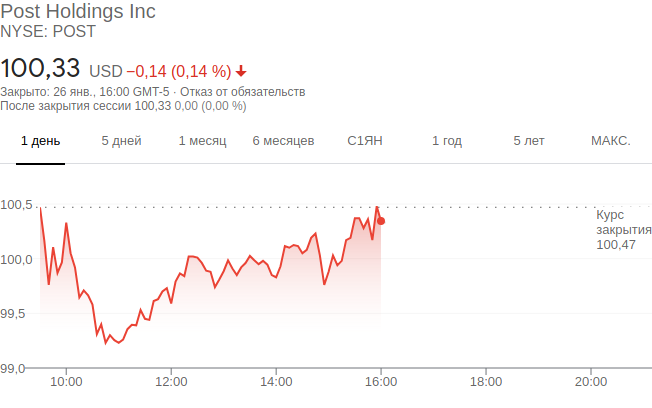 Post Holdings Inc
NYSE: POST
100,33 USD −0,14 (0,14 %)
Закрыто: 26 янв., 16:00 GMT-5 · Отказ от обязательств
После закрытия сессии 100,33 0,00 (0,00 %)
1 день 5 дней 1 месяц 6 месяцев С1ЯН 1 год 5 лет МАКС.
100,5
Курс
закрытия
100,47
100,0
99,5
99,0
10:00 12:00 14:00 16:00 18:00 20:00